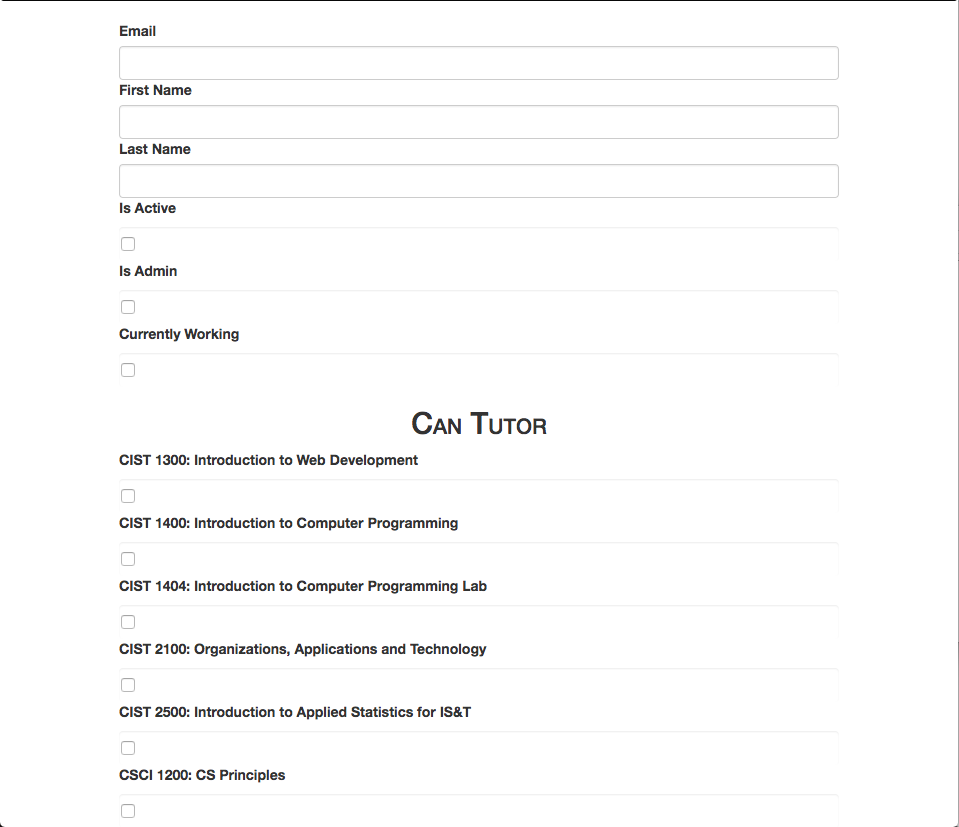 Email
First Name
Last Name
Is Active
Is Admin
Currently Working
Can Tutor
CIST 1300: Introduction to Web Development
CIST 1400: Introduction to Computer Programming
CIST 1404: Introduction to Computer Programming Lab
CIST 2100: Organizations, Applications and Technology
CIST 2500: Introduction to Applied Statistics for IS&T
CSCI 1200: CS Principles